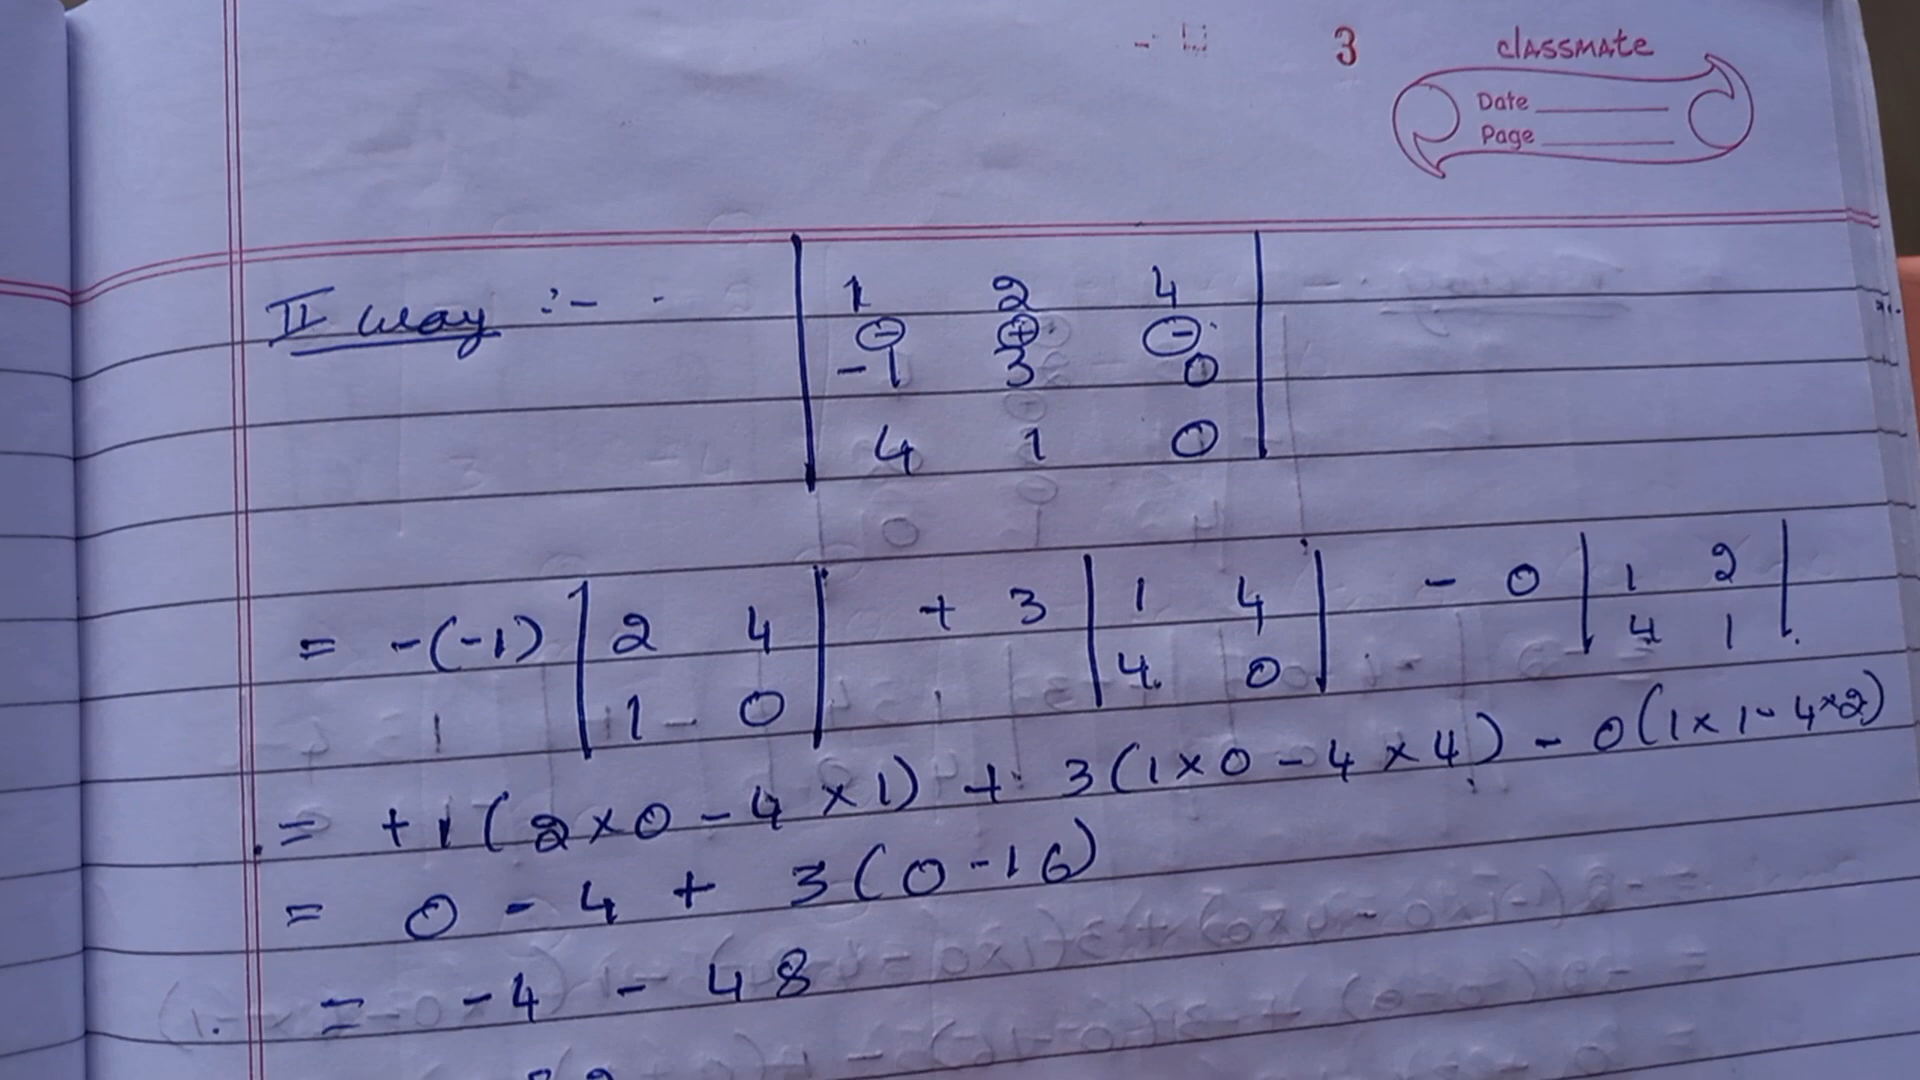 3
classmate
Date
Page
II way :-
| 1 2 4 |
⊖ ⊕ ⊖
| -1 3 0 |
| 4 1 0 |
= -(-1) | 2 4 | + 3 | 1 4 | - 0 | 1 2 |
| 1 0 | | 4 0 | | 4 1 |
= +1(2×0-4×1) + 3(1×0-4×4) - 0(1×1-4×2)
= 0 - 4 + 3(0-16)
= -4 - 48